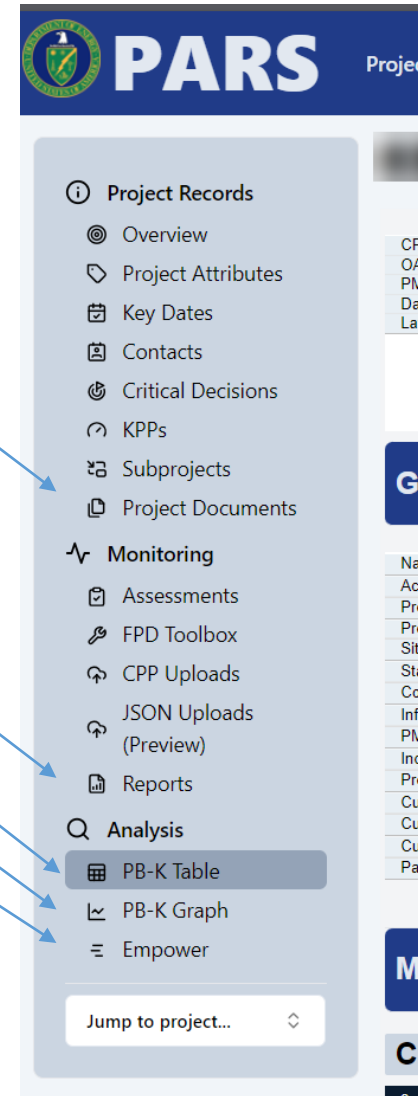 PARS
Project Records
Overview
Project Attributes
Key Dates
Contacts
Critical Decisions
KPPs
Subprojects
Project Documents
Monitoring
Assessments
FPD Toolbox
CPP Uploads
JSON Uploads
(Preview)
Reports
Analysis
PB-K Table
PB-K Graph
Empower
Jump to project...